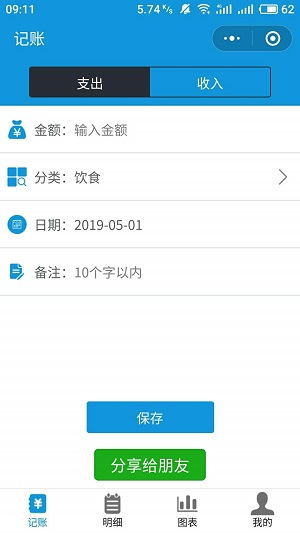 09:11 5.74 K/s 62
记账
支出 收入
金额：输入金额
分类：饮食
日期：2019-05-01
备注：10个字以内
保存
分享给朋友
记账 明细 图表 我的